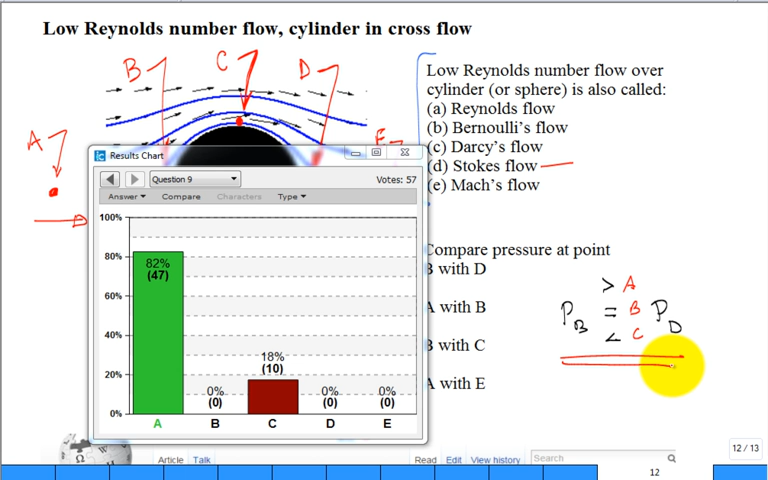 Low Reynolds number flow, cylinder in cross flow
B
C
D
A
E
Low Reynolds number flow over
cylinder (or sphere) is also called:
(a) Reynolds flow
(b) Bernoulli's flow
(c) Darcy's flow
(d) Stokes flow
(e) Mach's flow
Results Chart
Question 9
Votes: 57
Answer Compare Characters Type
100%
80%
60%
40%
20%
0%
82%
(47)
0%
(0)
18%
(10)
0%
(0)
0%
(0)
A B C D E
Compare pressure at point
B with D
A with B
B with C
A with E
> A
P_B = B P_D
< C
12 / 13
Article Talk
Read Edit View history
Search
12